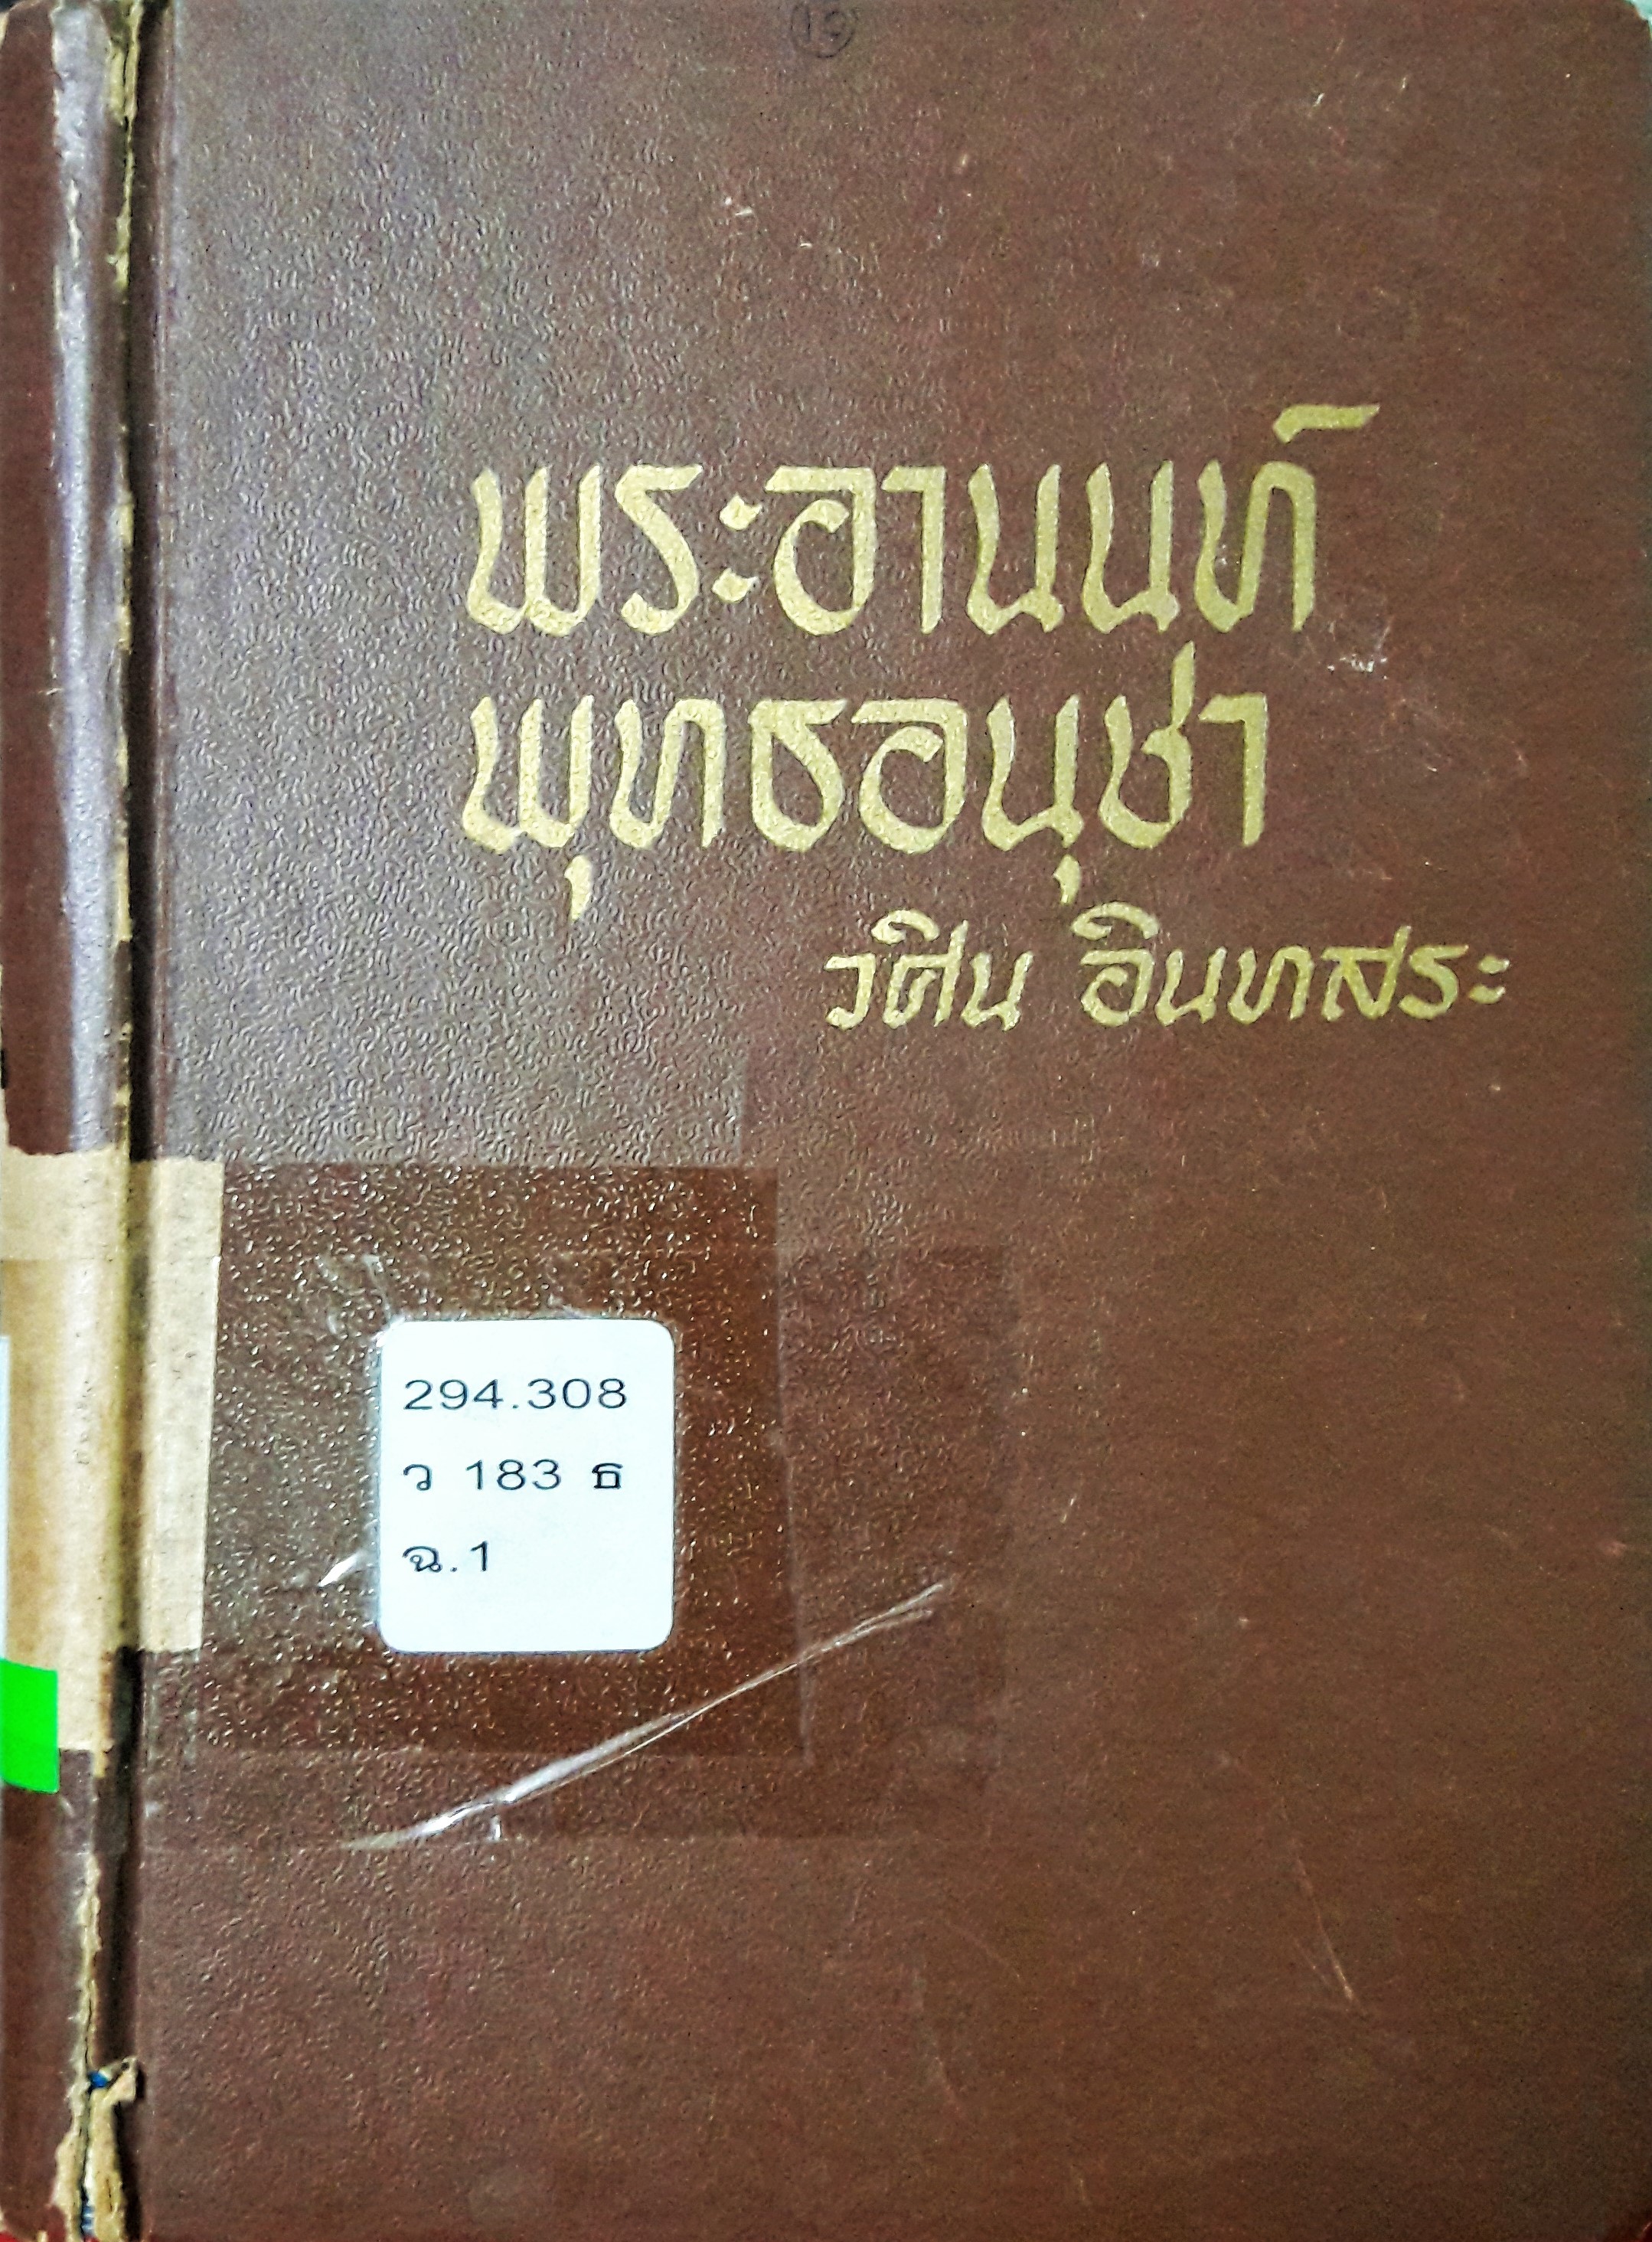 พระอานนท์
พุทธอนุชา
วศิน อินทสระ
294.308
ว 183 ธ
ฉ.1